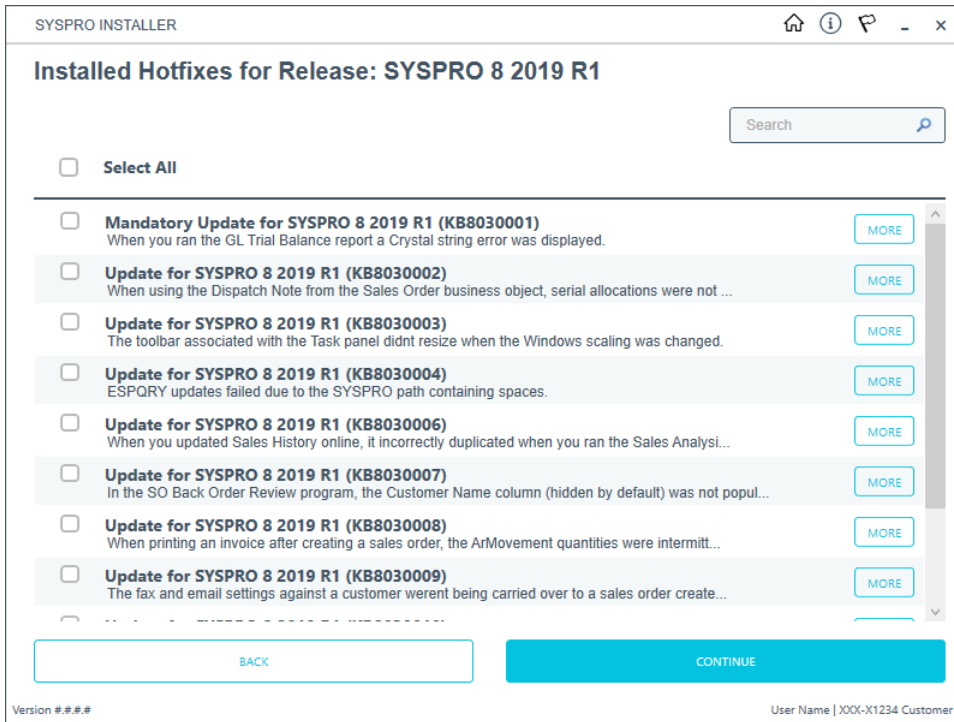 SYSPRO INSTALLER
Installed Hotfixes for Release: SYSPRO 8 2019 R1
Search
Select All
Mandatory Update for SYSPRO 8 2019 R1 (KB8030001)
When you ran the GL Trial Balance report a Crystal string error was displayed.
MORE
Update for SYSPRO 8 2019 R1 (KB8030002)
When using the Dispatch Note from the Sales Order business object, serial allocations were not ...
MORE
Update for SYSPRO 8 2019 R1 (KB8030003)
The toolbar associated with the Task panel didnt resize when the Windows scaling was changed.
MORE
Update for SYSPRO 8 2019 R1 (KB8030004)
ESPQRY updates failed due to the SYSPRO path containing spaces.
MORE
Update for SYSPRO 8 2019 R1 (KB8030006)
When you updated Sales History online, it incorrectly duplicated when you ran the Sales Analysi...
MORE
Update for SYSPRO 8 2019 R1 (KB8030007)
In the SO Back Order Review program, the Customer Name column (hidden by default) was not popul...
MORE
Update for SYSPRO 8 2019 R1 (KB8030008)
When printing an invoice after creating a sales order, the ArMovement quantities were intermitt...
MORE
Update for SYSPRO 8 2019 R1 (KB8030009)
The fax and email settings against a customer werent being carried over to a sales order create...
MORE
BACK
CONTINUE
Version #.#.#.#
User Name | XXX-X1234 Customer